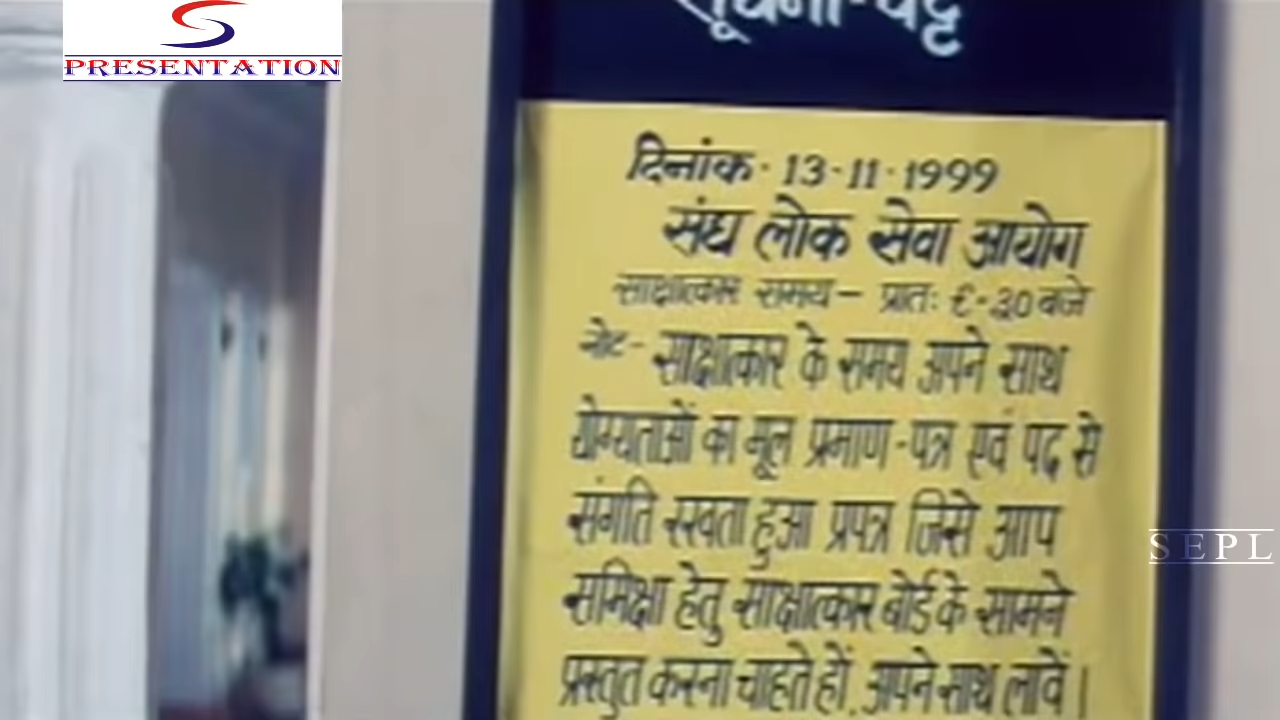 S
PRESENTATION
सूचना-पट्ट
दिनांक · 13-11-1999
संघ लोक सेवा आयोग
साक्षात्कार समय – प्रातः ९-३० बजे
नोट - साक्षात्कार के समय अपने साथ
योग्यताओं का मूल प्रमाण-पत्र एवं पद से
संगति रखता हुआ प्रपत्र जिसे आप
समिक्षा हेतु साक्षात्कार बोर्ड के सामने
प्रस्तुत करना चाहते हों, अपने साथ लावें।
SEPL